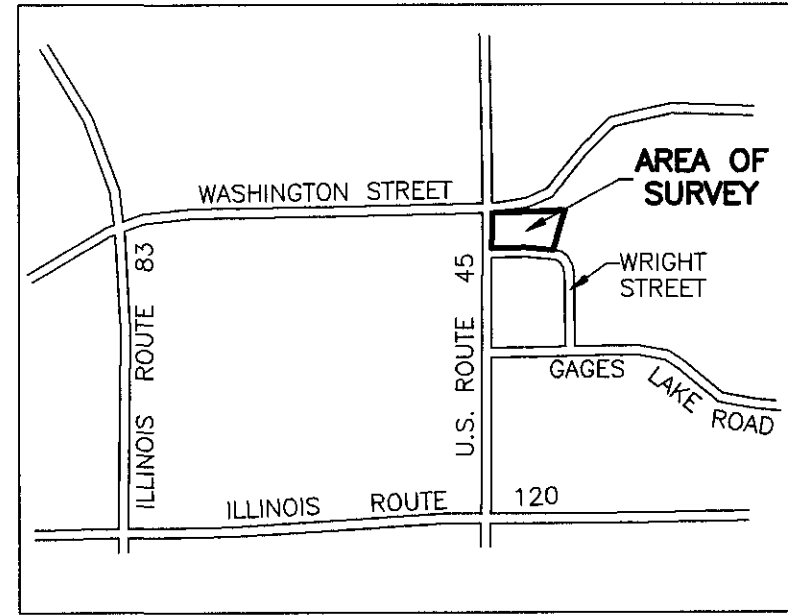 AREA OF
SURVEY
WASHINGTON STREET
WRIGHT
STREET
ILLINOIS ROUTE 83
U.S. ROUTE 45
GAGES LAKE ROAD
ILLINOIS ROUTE 120